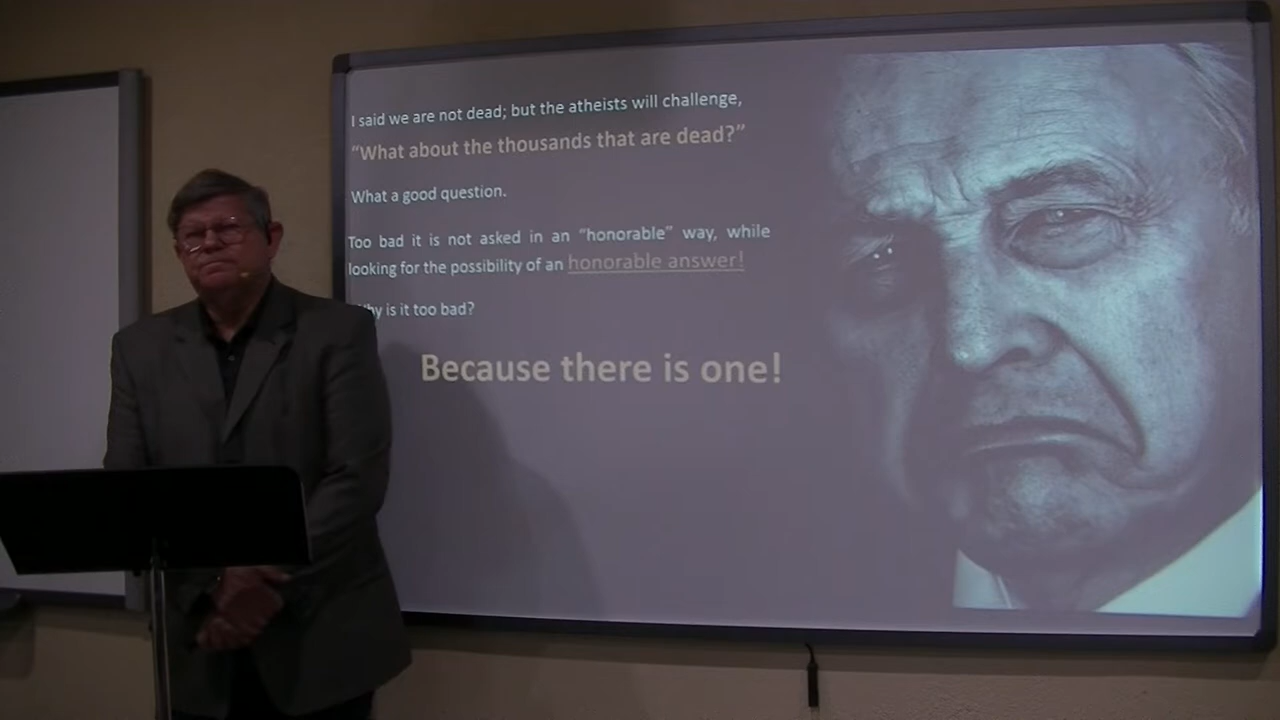 I said we are not dead; but the atheists will challenge,
“What about the thousands that are dead?”
What a good question.
Too bad it is not asked in an “honorable” way, while
looking for the possibility of an honorable answer!
is it too bad?
Because there is one!